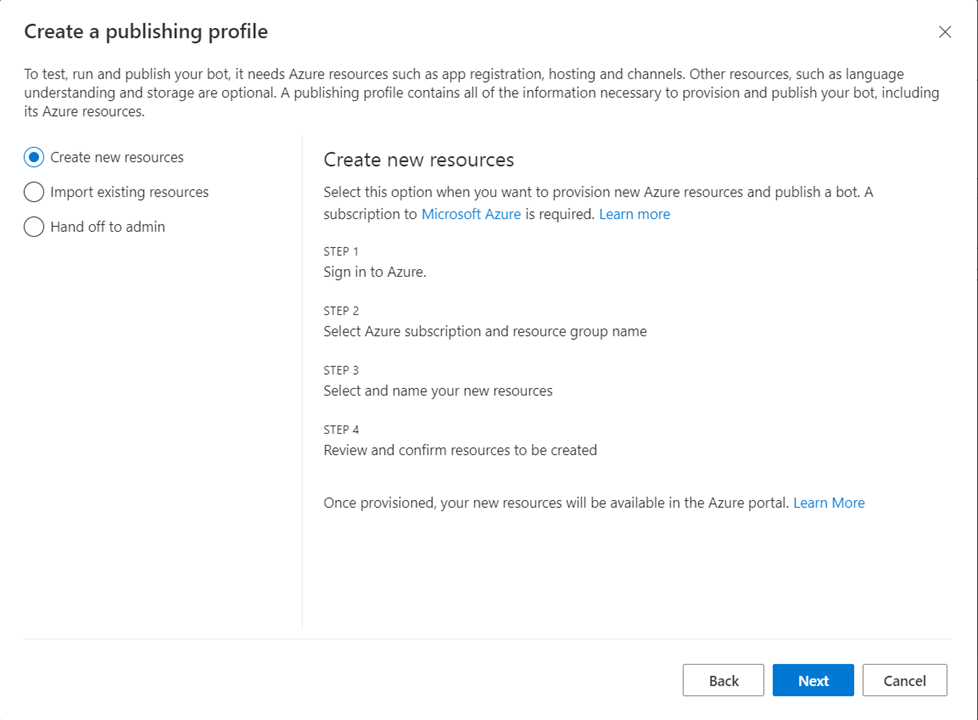 Create a publishing profile
To test, run and publish your bot, it needs Azure resources such as app registration, hosting and channels. Other resources, such as language
understanding and storage are optional. A publishing profile contains all of the information necessary to provision and publish your bot, including
its Azure resources.
Create new resources
Import existing resources
Hand off to admin
Create new resources
Select this option when you want to provision new Azure resources and publish a bot. A
subscription to Microsoft Azure is required. Learn more
STEP 1
Sign in to Azure.
STEP 2
Select Azure subscription and resource group name
STEP 3
Select and name your new resources
STEP 4
Review and confirm resources to be created
Once provisioned, your new resources will be available in the Azure portal. Learn More
Back
Next
Cancel